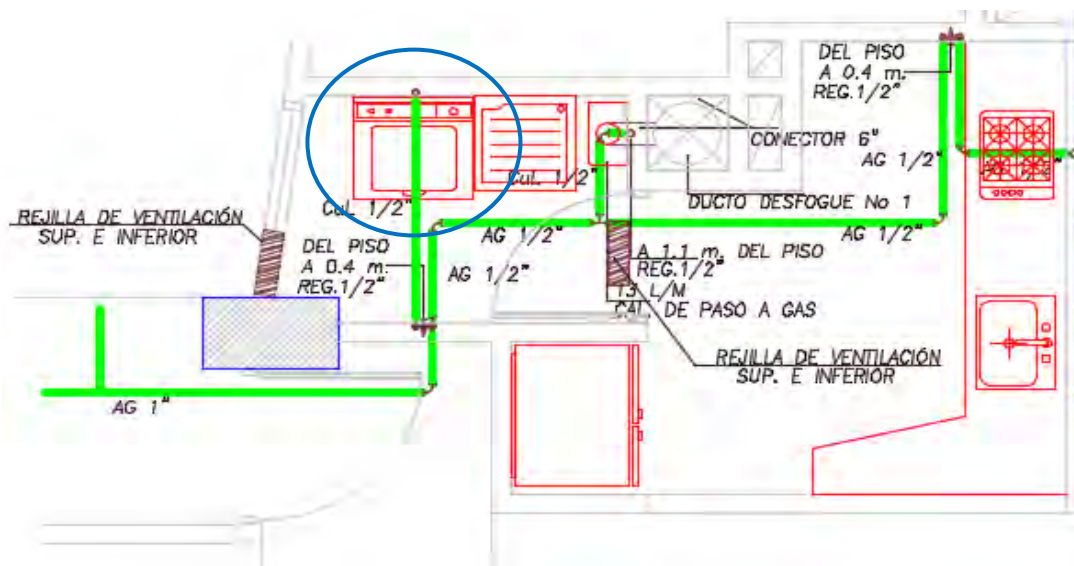 DEL PISO
A 0.4 m.
REG.1/2"
CONECTOR 6"
AG 1/2"
CuL 1/2"
CuL 1/2"
DUCTO DESFOGUE No 1
REJILLA DE VENTILACIÓN
SUP. E INFERIOR
AG 1/2"
AG 1/2"
DEL PISO
A 0.4 m.
REG.1/2"
AG 1/2"
A 1.1 m. DEL PISO
REG.1/2"
13 L/M
CAL. DE PASO A GAS
REJILLA DE VENTILACIÓN
SUP. E INFERIOR
AG 1"